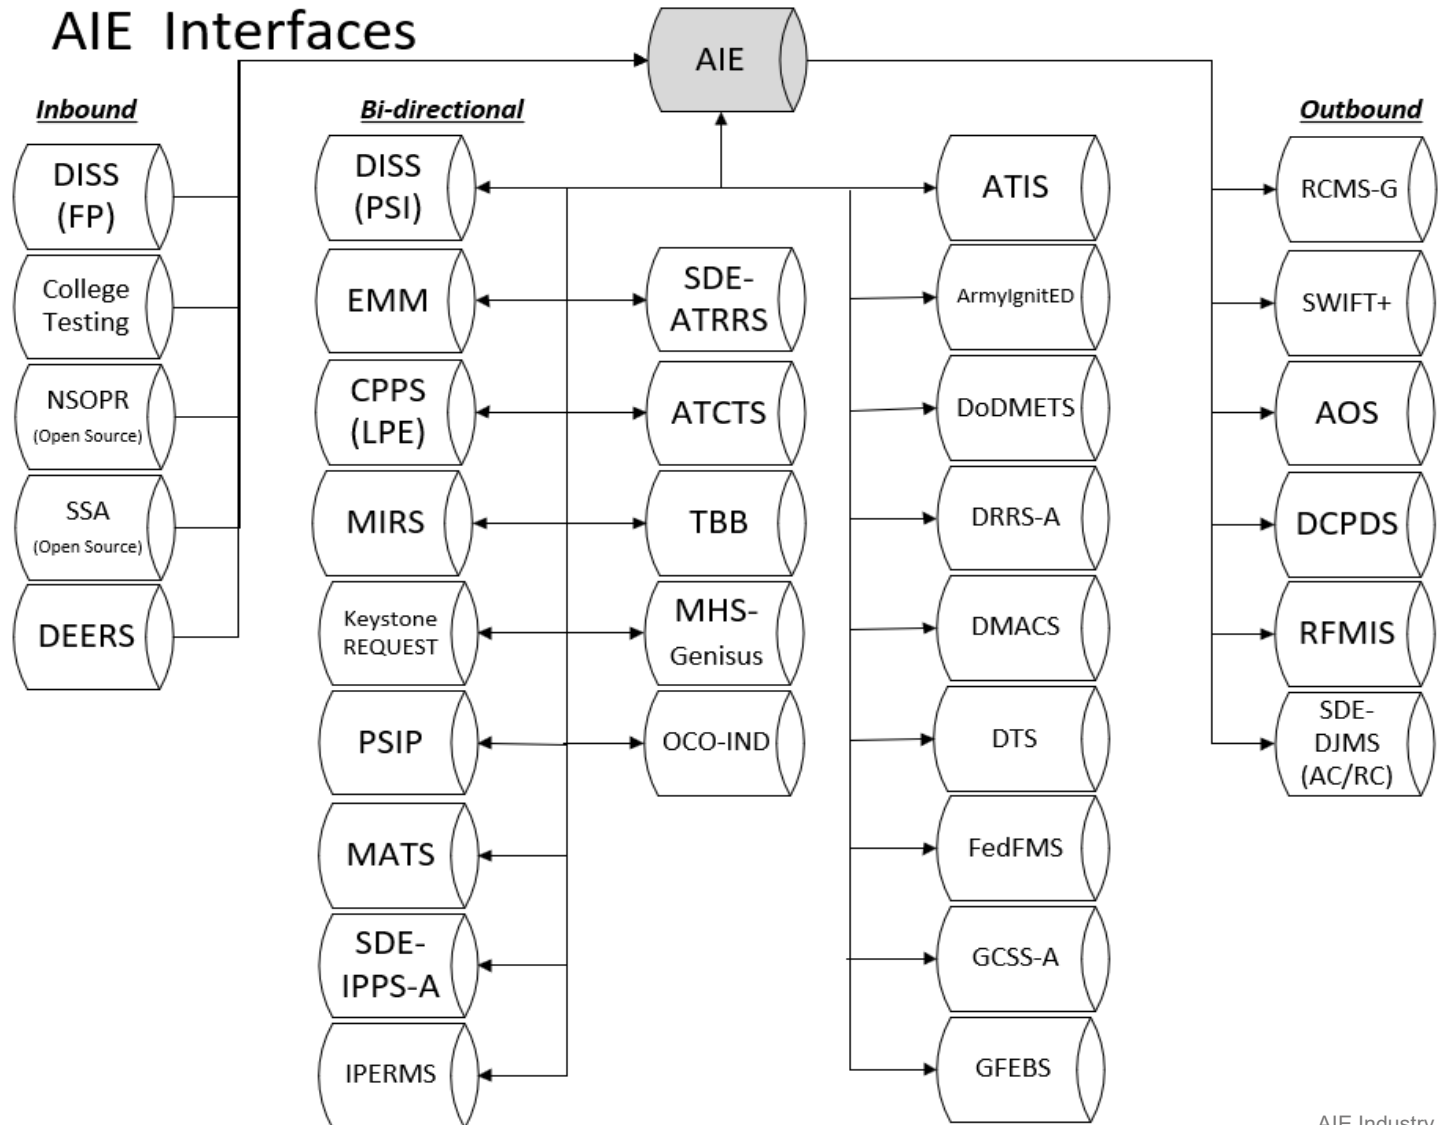 AIE Interfaces
AIE
Inbound
DISS
(FP)
College
Testing
NSOPR
(Open Source)
SSA
(Open Source)
DEERS
Bi-directional
DISS
(PSI)
EMM
CPPS
(LPE)
MIRS
Keystone
REQUEST
PSIP
MATS
SDE-
IPPS-A
IPERMS
SDE-
ATRRS
ATCTS
TBB
MHS-
Genisus
OCO-IND
ATIS
ArmyIgnitED
DoDMETS
DRRS-A
DMACS
DTS
FedFMS
GCSS-A
GFEBS
Outbound
RCMS-G
SWIFT+
AOS
DCPDS
RFMIS
SDE-
DJMS
(AC/RC)
AIE Industry